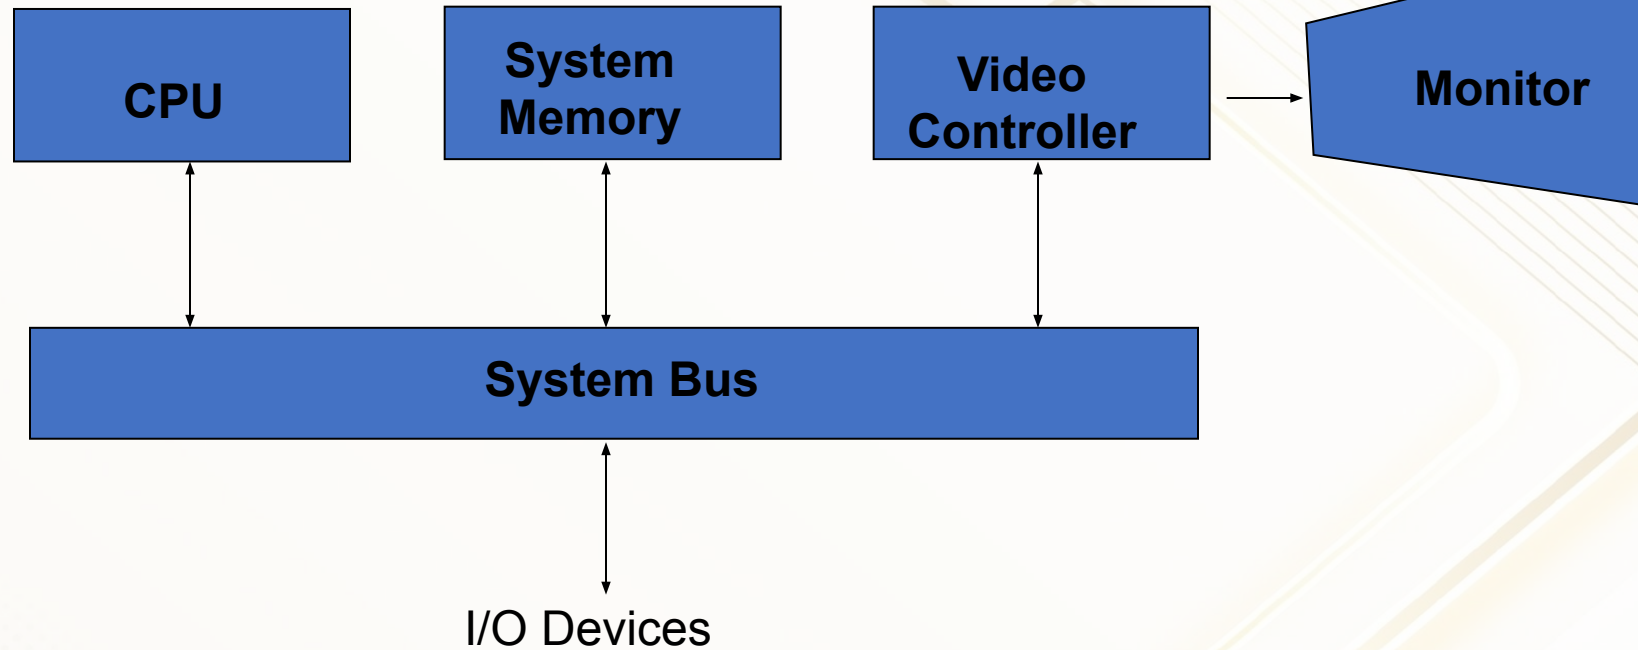 CPU
System
Memory
Video
Controller
Monitor
System Bus
I/O Devices